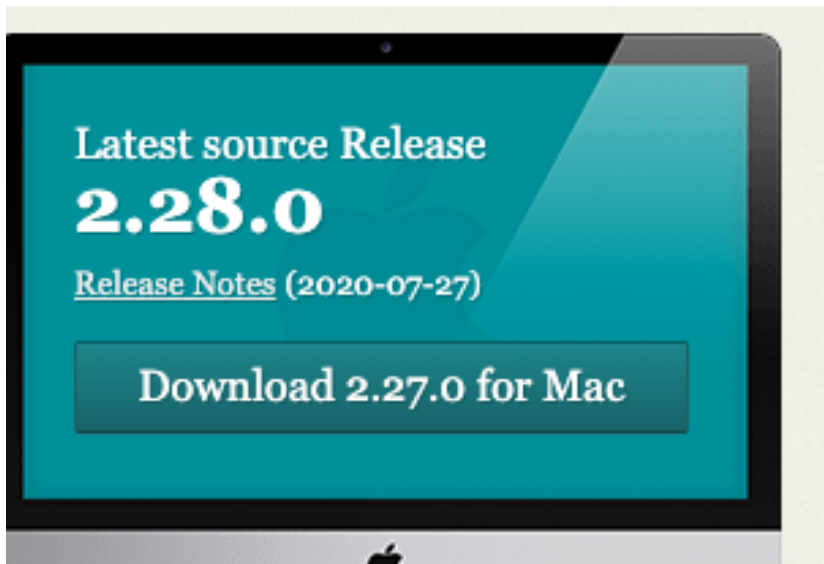 Latest source Release
2.28.0
Release Notes (2020-07-27)
Download 2.27.0 for Mac